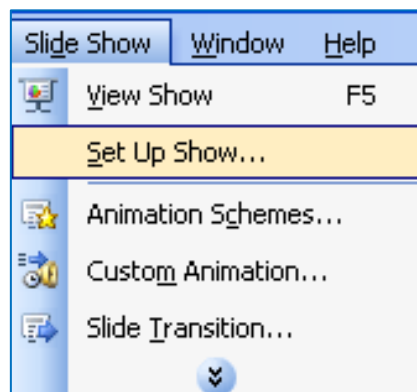 Slide Show Window Help
View Show F5
Set Up Show...
Animation Schemes...
Custom Animation...
Slide Transition...